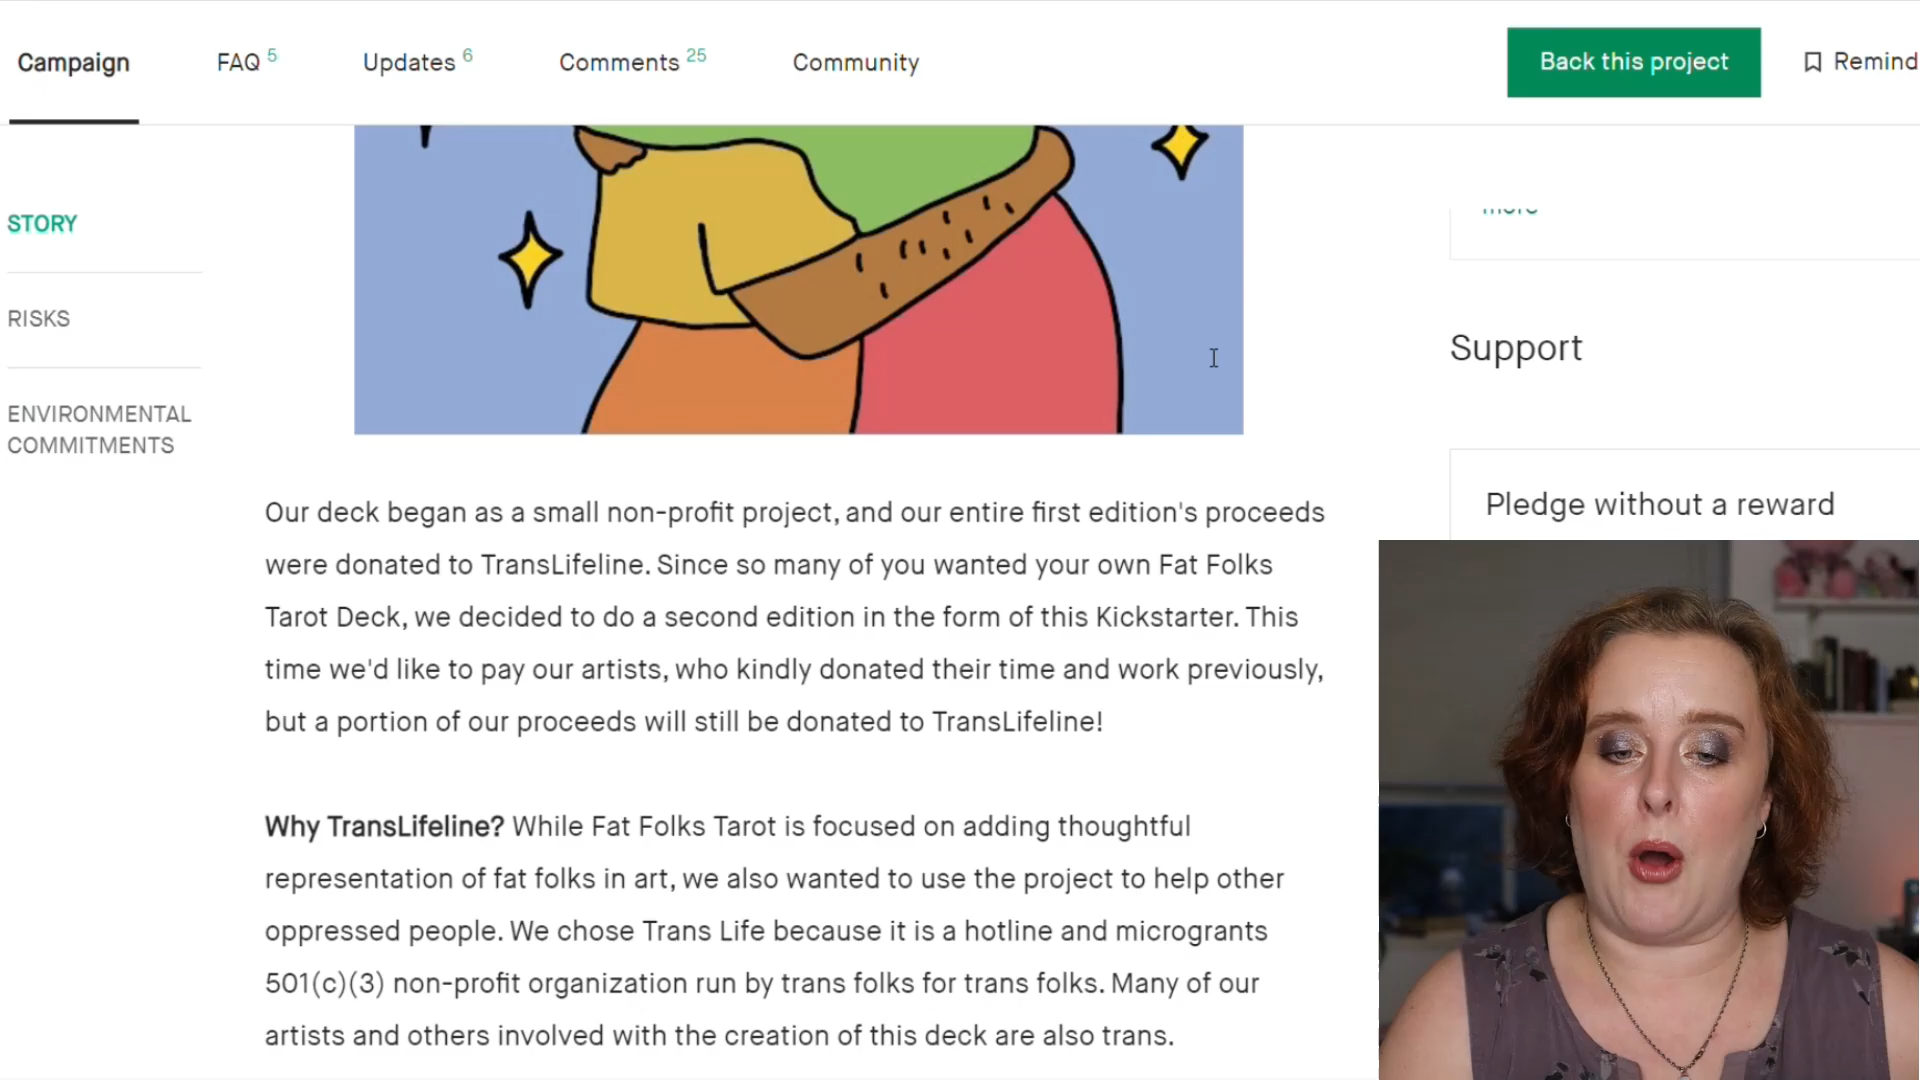 Campaign
FAQ 5
Updates 6
Comments 25
Community
Back this project
Remind
STORY
RISKS
ENVIRONMENTAL
COMMITMENTS
more
Support
Pledge without a reward
Our deck began as a small non-profit project, and our entire first edition's proceeds
were donated to TransLifeline. Since so many of you wanted your own Fat Folks
Tarot Deck, we decided to do a second edition in the form of this Kickstarter. This
time we'd like to pay our artists, who kindly donated their time and work previously,
but a portion of our proceeds will still be donated to TransLifeline!
Why TransLifeline? While Fat Folks Tarot is focused on adding thoughtful
representation of fat folks in art, we also wanted to use the project to help other
oppressed people. We chose Trans Life because it is a hotline and microgrants
501(c)(3) non-profit organization run by trans folks for trans folks. Many of our
artists and others involved with the creation of this deck are also trans.